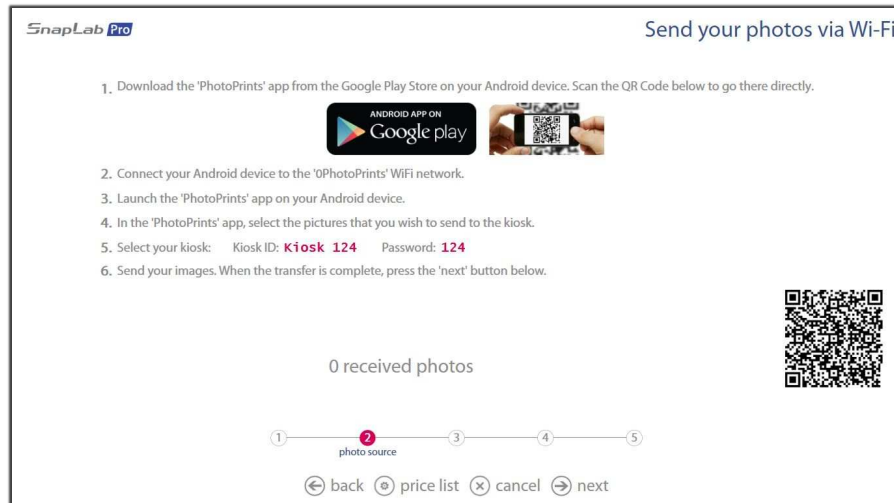 SnapLab Pro
Send your photos via Wi-Fi
1. Download the 'PhotoPrints' app from the Google Play Store on your Android device. Scan the QR Code below to go there directly.
ANDROID APP ON
Google play
2. Connect your Android device to the '0PhotoPrints' WiFi network.
3. Launch the 'PhotoPrints' app on your Android device.
4. In the 'PhotoPrints' app, select the pictures that you wish to send to the kiosk.
5. Select your kiosk: Kiosk ID: Kiosk 124 Password: 124
6. Send your images. When the transfer is complete, press the 'next' button below.
0 received photos
1 2 3 4 5
photo source
back price list cancel next